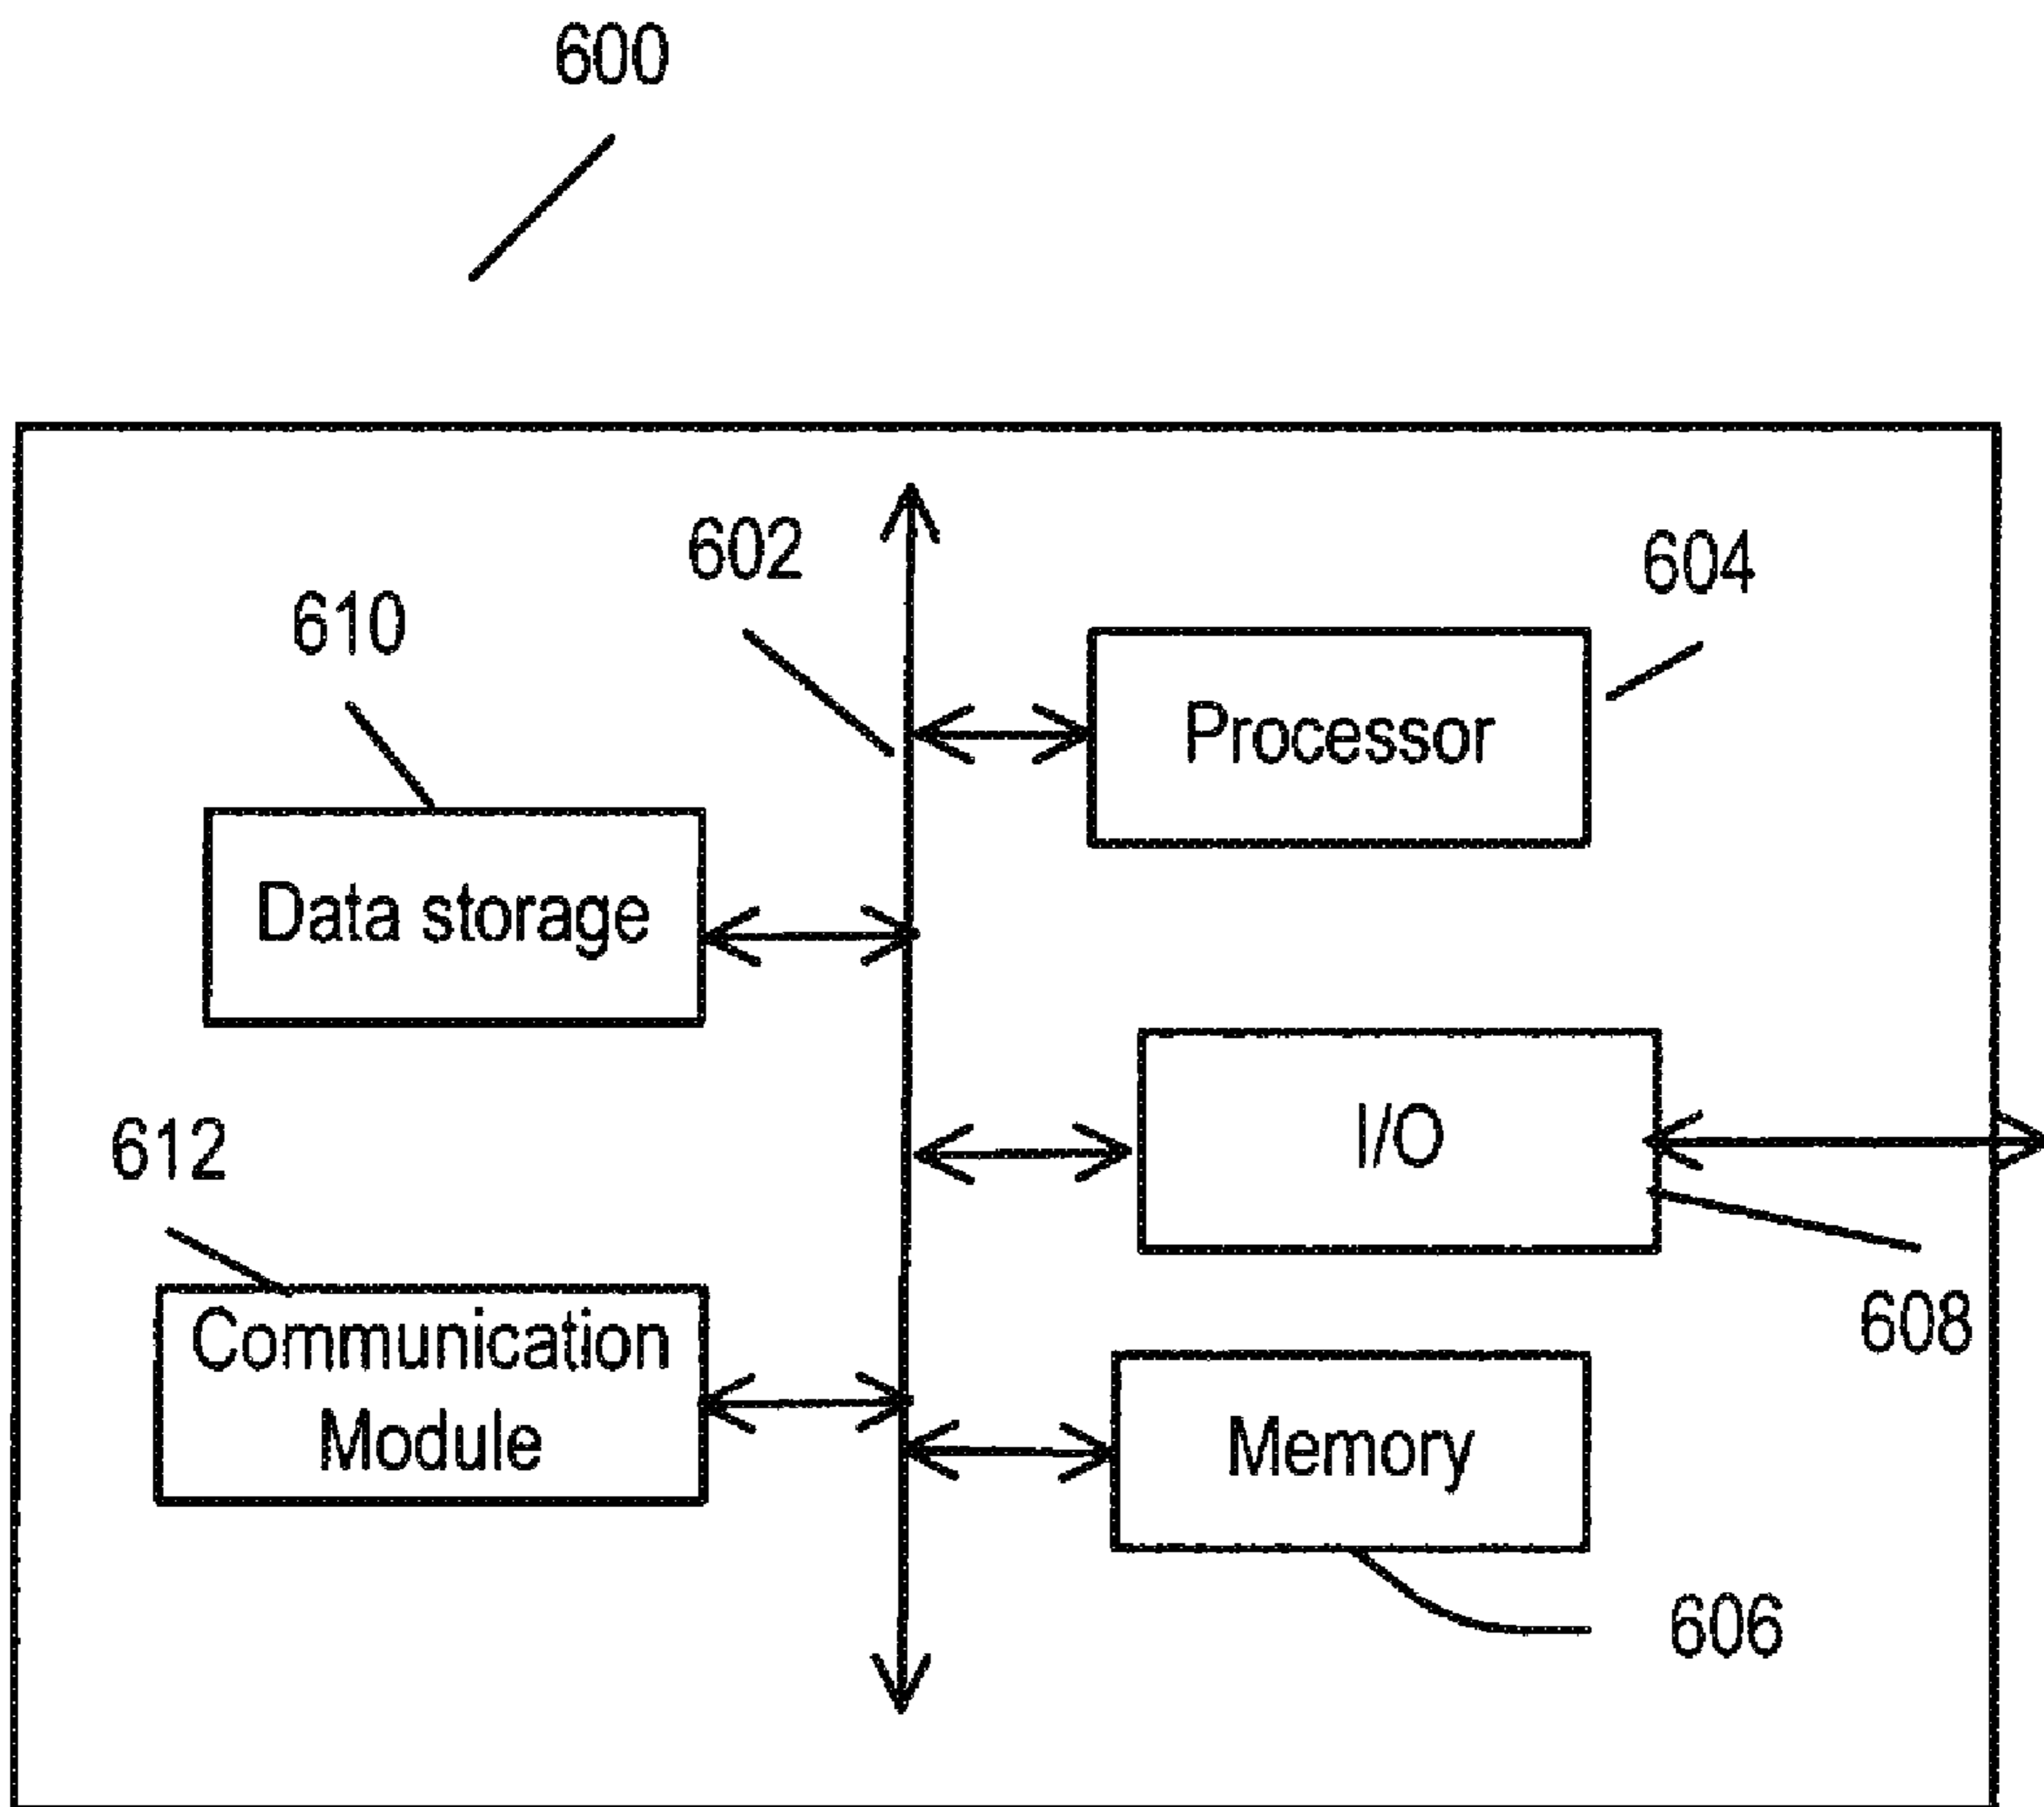 600
602
604
610
Processor
Data storage
612
I/O
608
Communication
Module
Memory
606